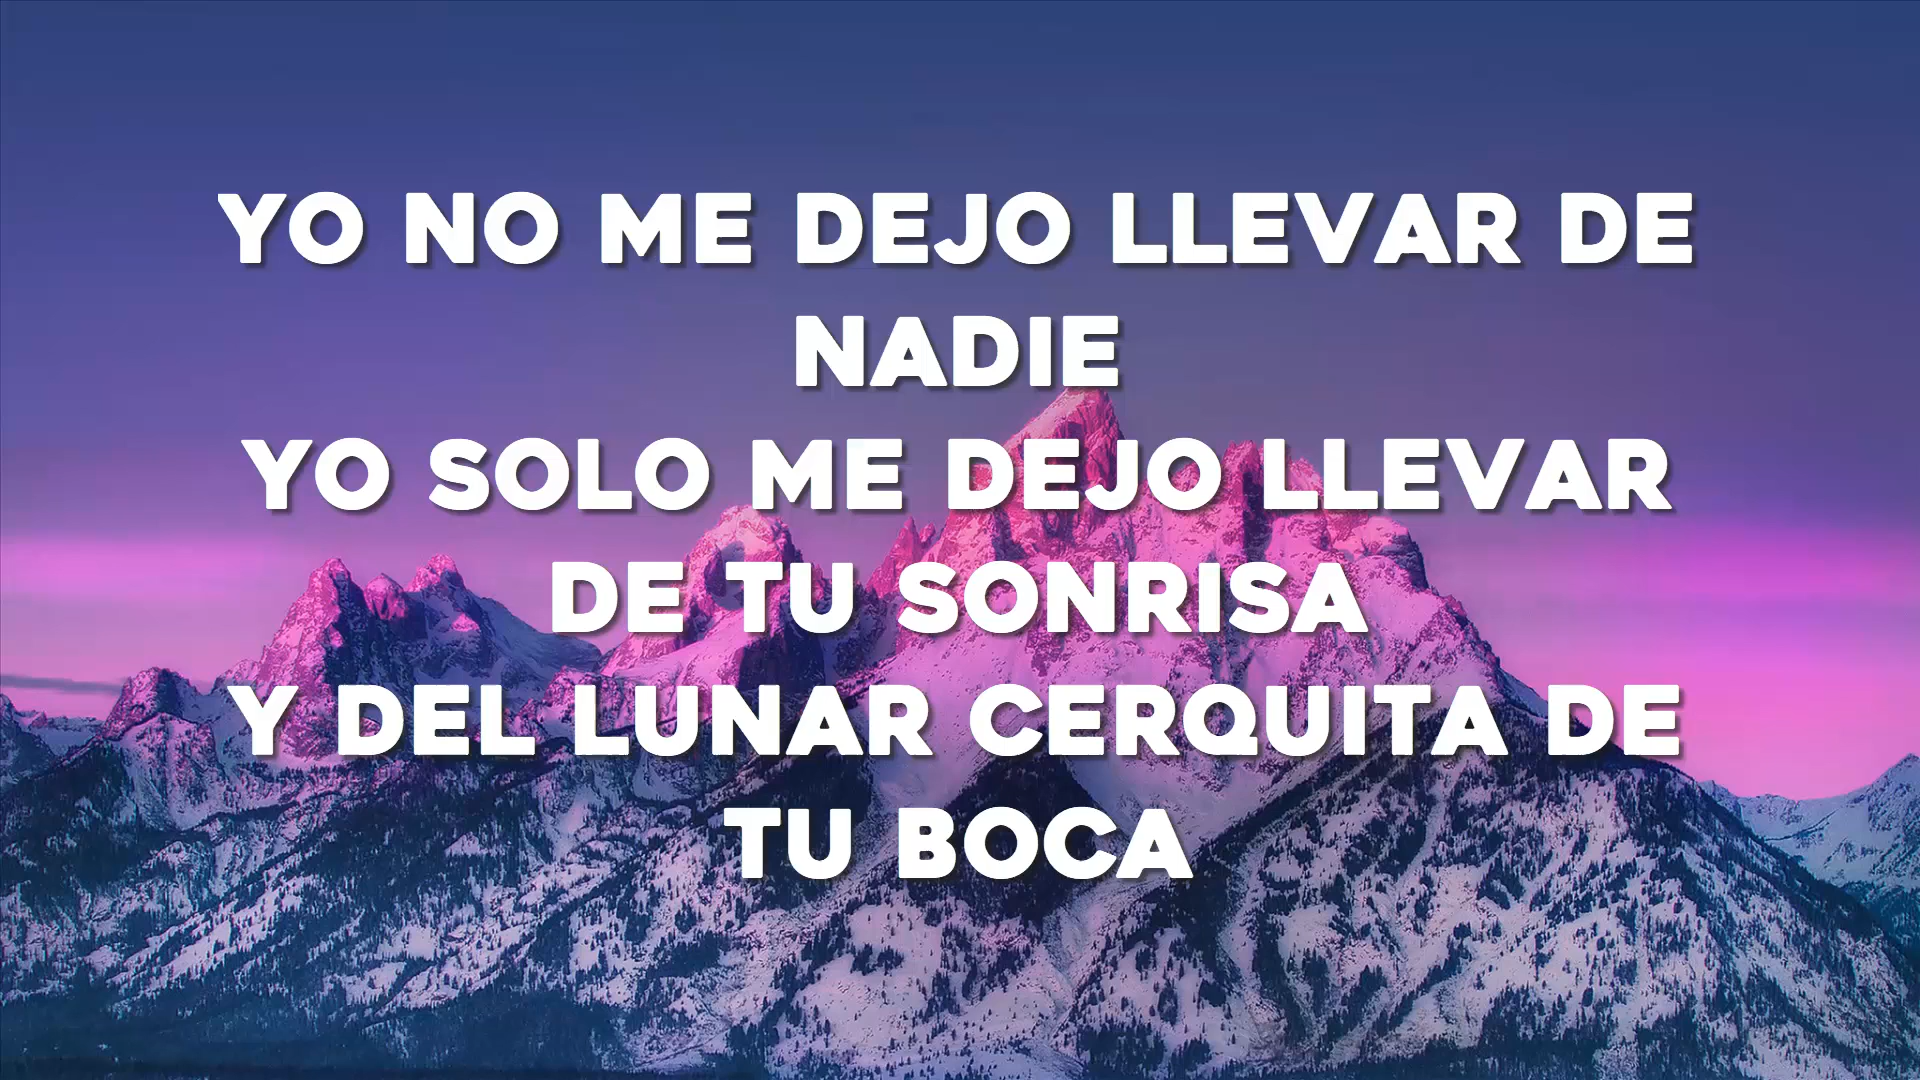 YO NO ME DEJO LLEVAR DE
NADIE
YO SOLO ME DEJO LLEVAR
DE TU SONRISA
Y DEL LUNAR CERQUITA DE
TU BOCA